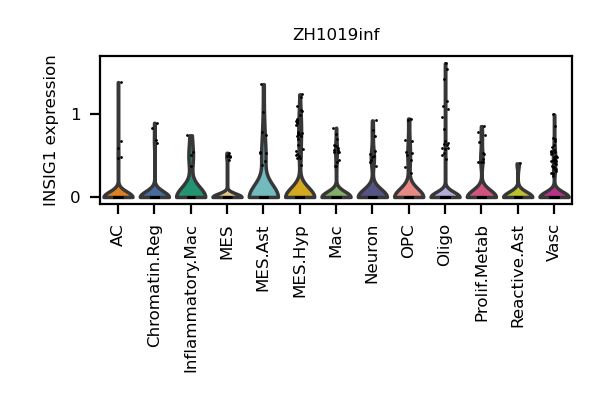 ZH1019inf
INSIG1 expression
1
0
AC
Chromatin.Reg
Inflammatory.Mac
MES
MES.Ast
MES.Hyp
Mac
Neuron
OPC
Oligo
Prolif.Metab
Reactive.Ast
Vasc